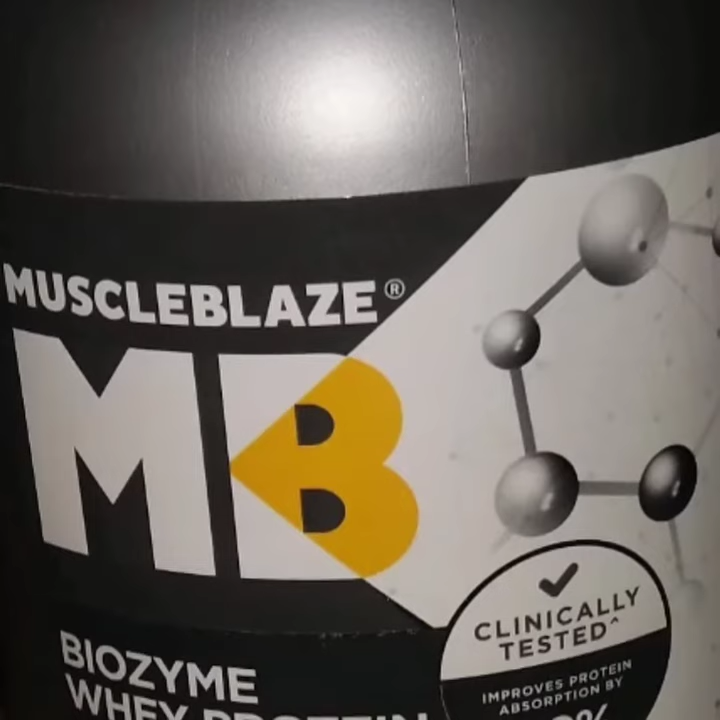 MUSCLEBLAZE®
MB
BIOZYME
WHEY PROTEIN
CLINICALLY
TESTED^
IMPROVES PROTEIN
ABSORPTION BY